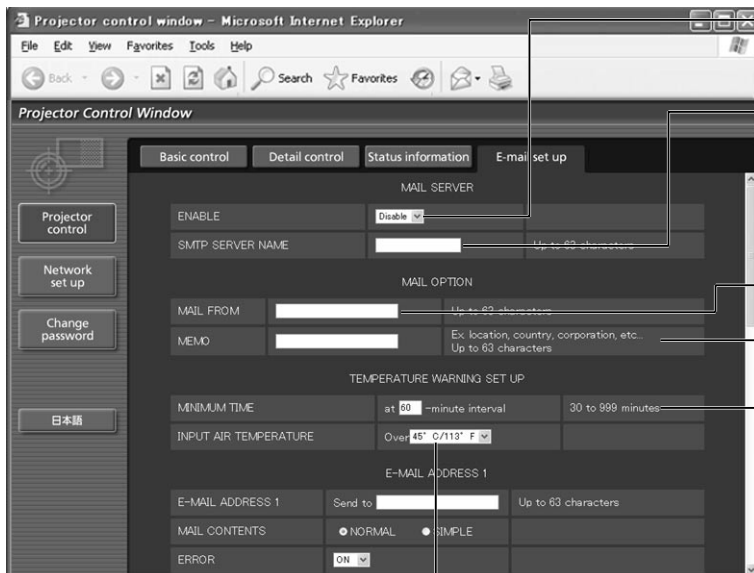 Projector control window - Microsoft Internet Explorer
File Edit View Favorites Tools Help
Back Search Favorites
Projector Control Window
Basic control Detail control Status information E-mail set up
MAIL SERVER
Projector control
ENABLE Disable
SMTP SERVER NAME Up to 63 characters
Network set up
MAIL OPTION
MAIL FROM Up to 63 characters
Change password
MEMO Ex. location, country, corporation, etc...
Up to 63 characters
TEMPERATURE WARNING SET UP
MINIMUM TIME at 60 -minute interval 30 to 999 minutes
日本語
INPUT AIR TEMPERATURE Over 45° C/113° F
E-MAIL ADDRESS 1
E-MAIL ADDRESS 1 Send to Up to 63 characters
MAIL CONTENTS NORMAL SIMPLE
ERROR ON